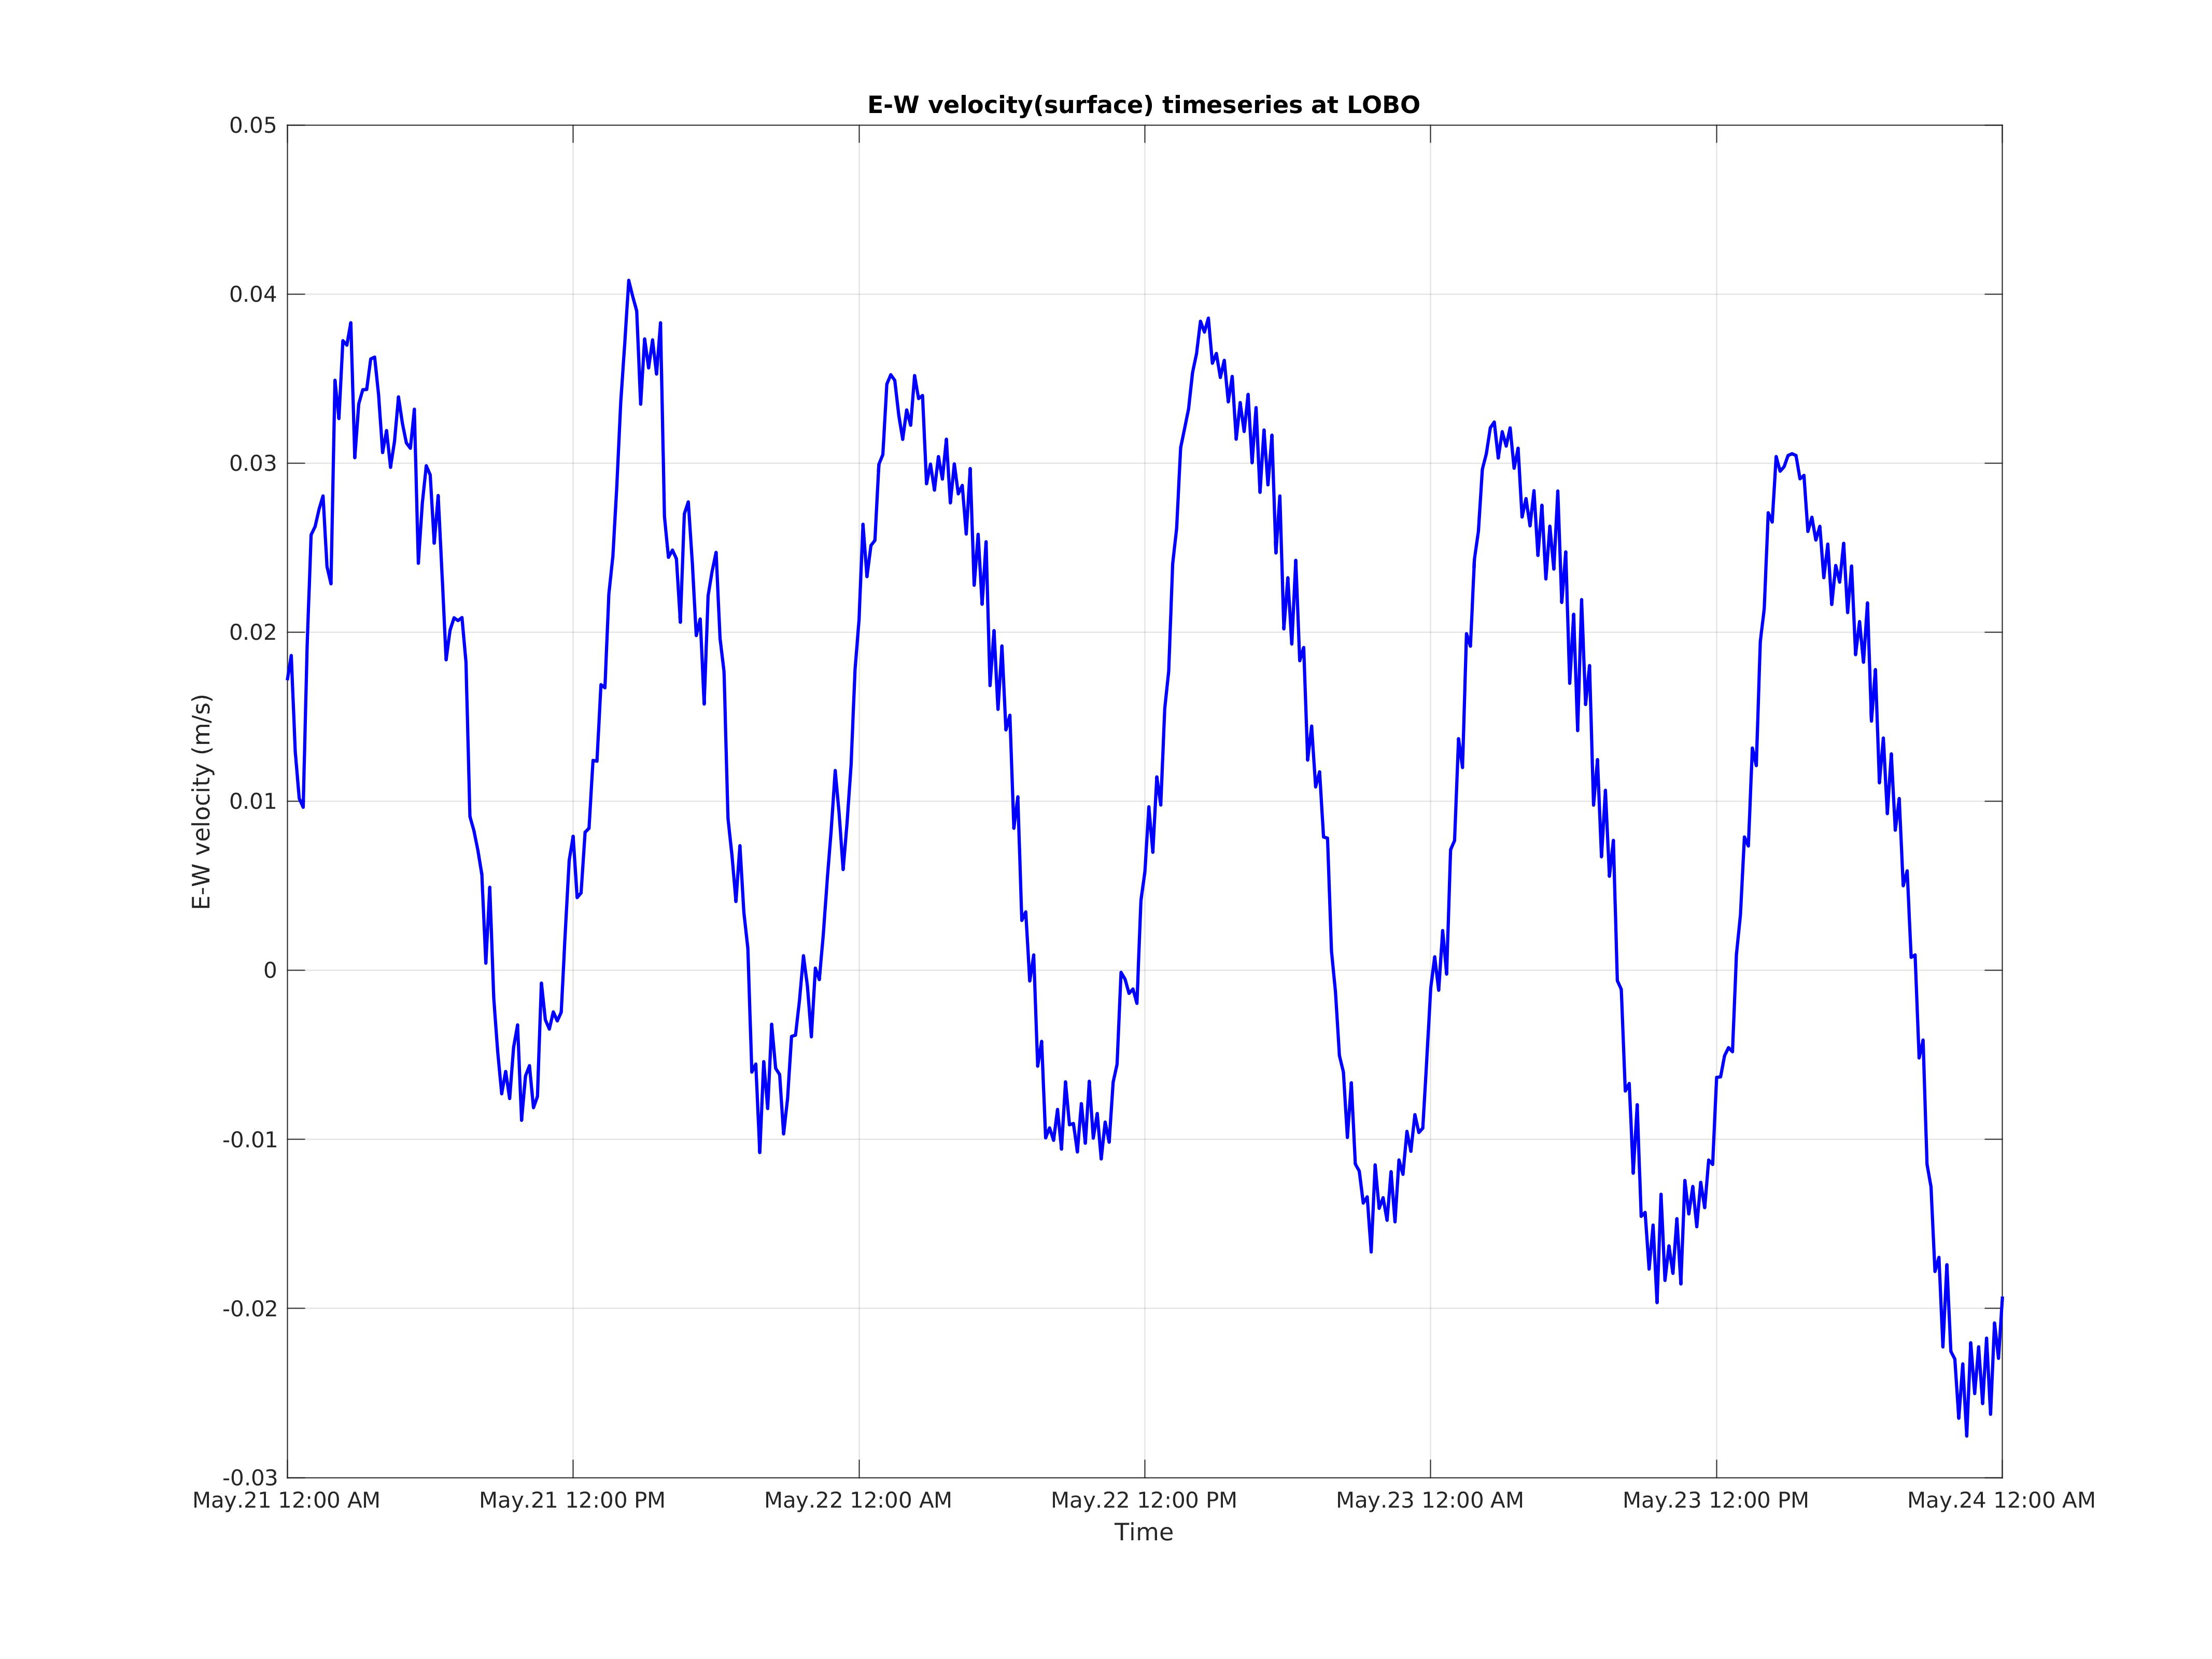 E-W velocity(surface) timeseries at LOBO
0.05
0.04
0.03
0.02
0.01
0
-0.01
-0.02
-0.03
E-W velocity (m/s)
May.21 12:00 AM
May.21 12:00 PM
May.22 12:00 AM
May.22 12:00 PM
May.23 12:00 AM
May.23 12:00 PM
May.24 12:00 AM
Time